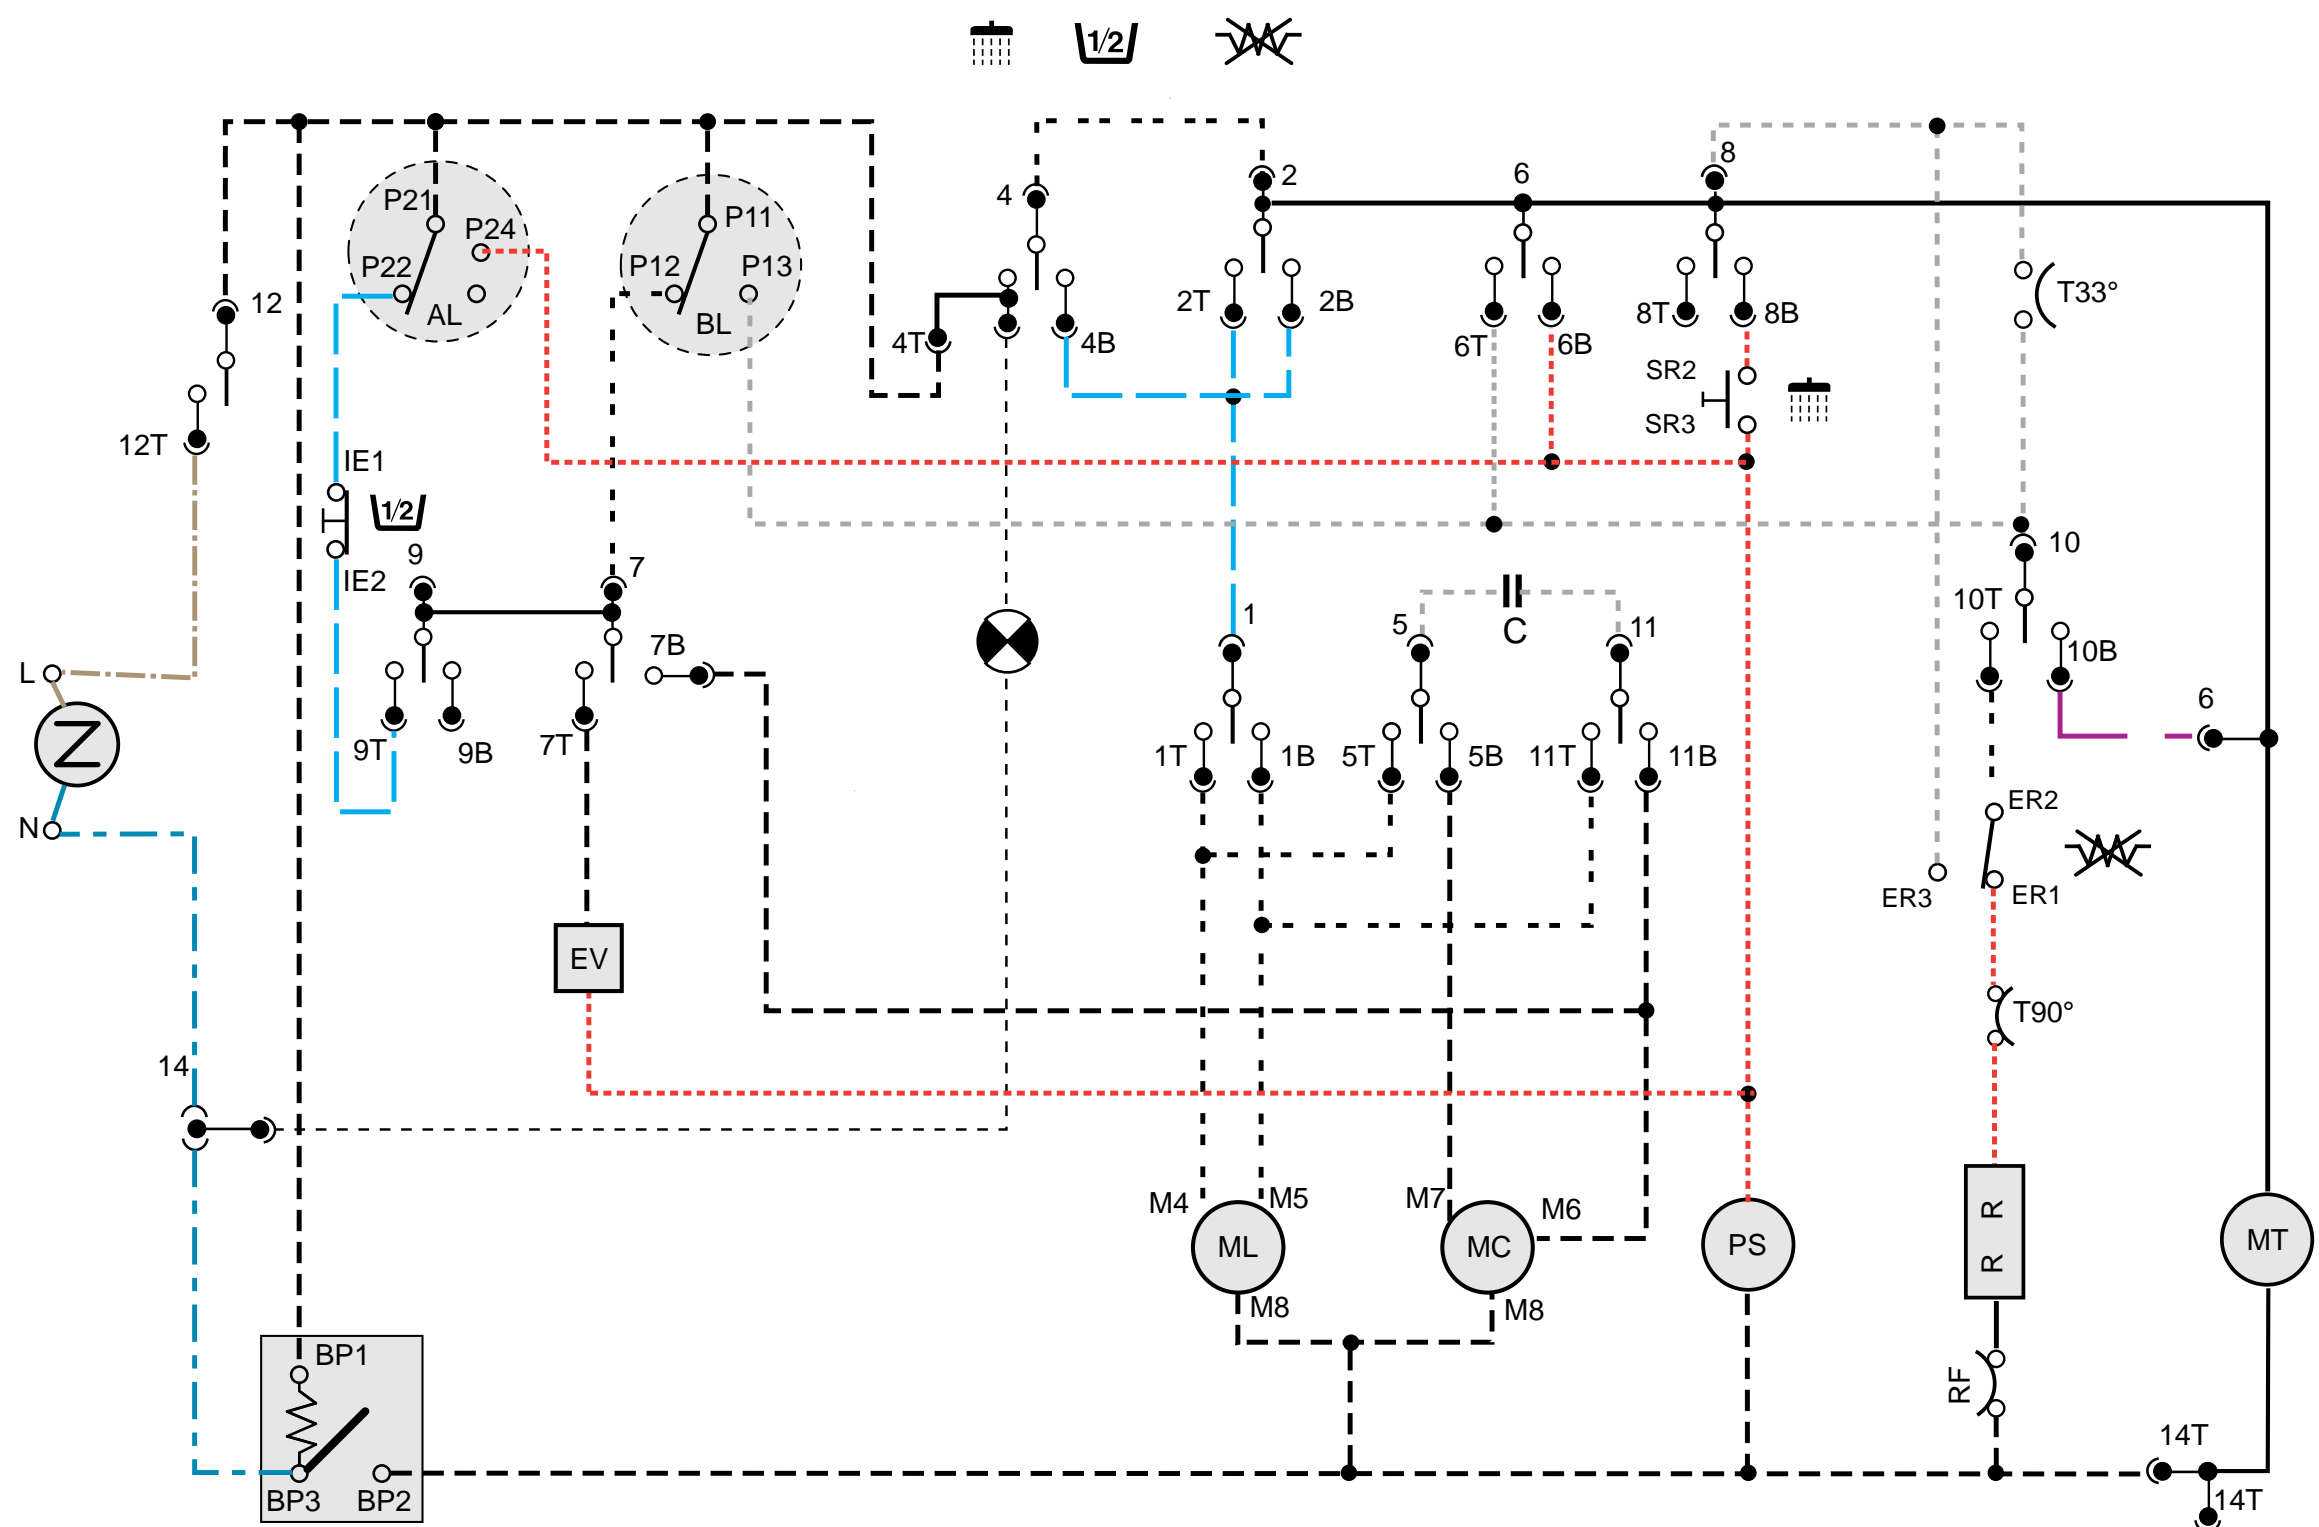 1/2
8
6
2
4
P21
P24
P11
P22
P12
P13
AL
BL
12
2T
2B
T33°
8T
8B
4T
4B
6T
6B
SR2
SR3
12T
IE1
1/2
IE2
9
7
10
10T
10B
1
5
C
11
7B
L
6
9T
9B
7T
1T
1B
5T
5B
11T
11B
N
Z
ER2
ER3
ER1
EV
T90°
14
M4
M5
M7
M6
ML
MC
PS
R R
MT
M8
M8
BP1
RF
14T
BP3
BP2
14T